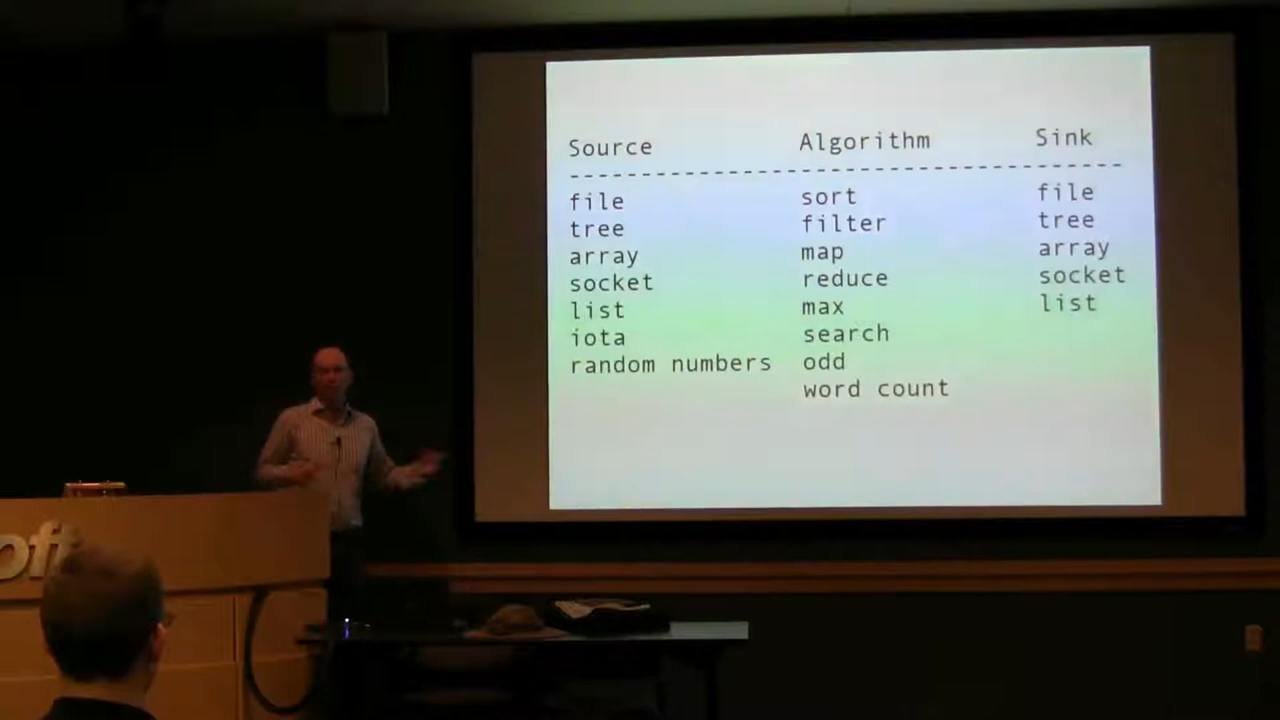 Source Algorithm Sink
--------------------------------------
file sort file
tree filter tree
array map array
socket reduce socket
list max list
iota search
random numbers odd
word count
oft